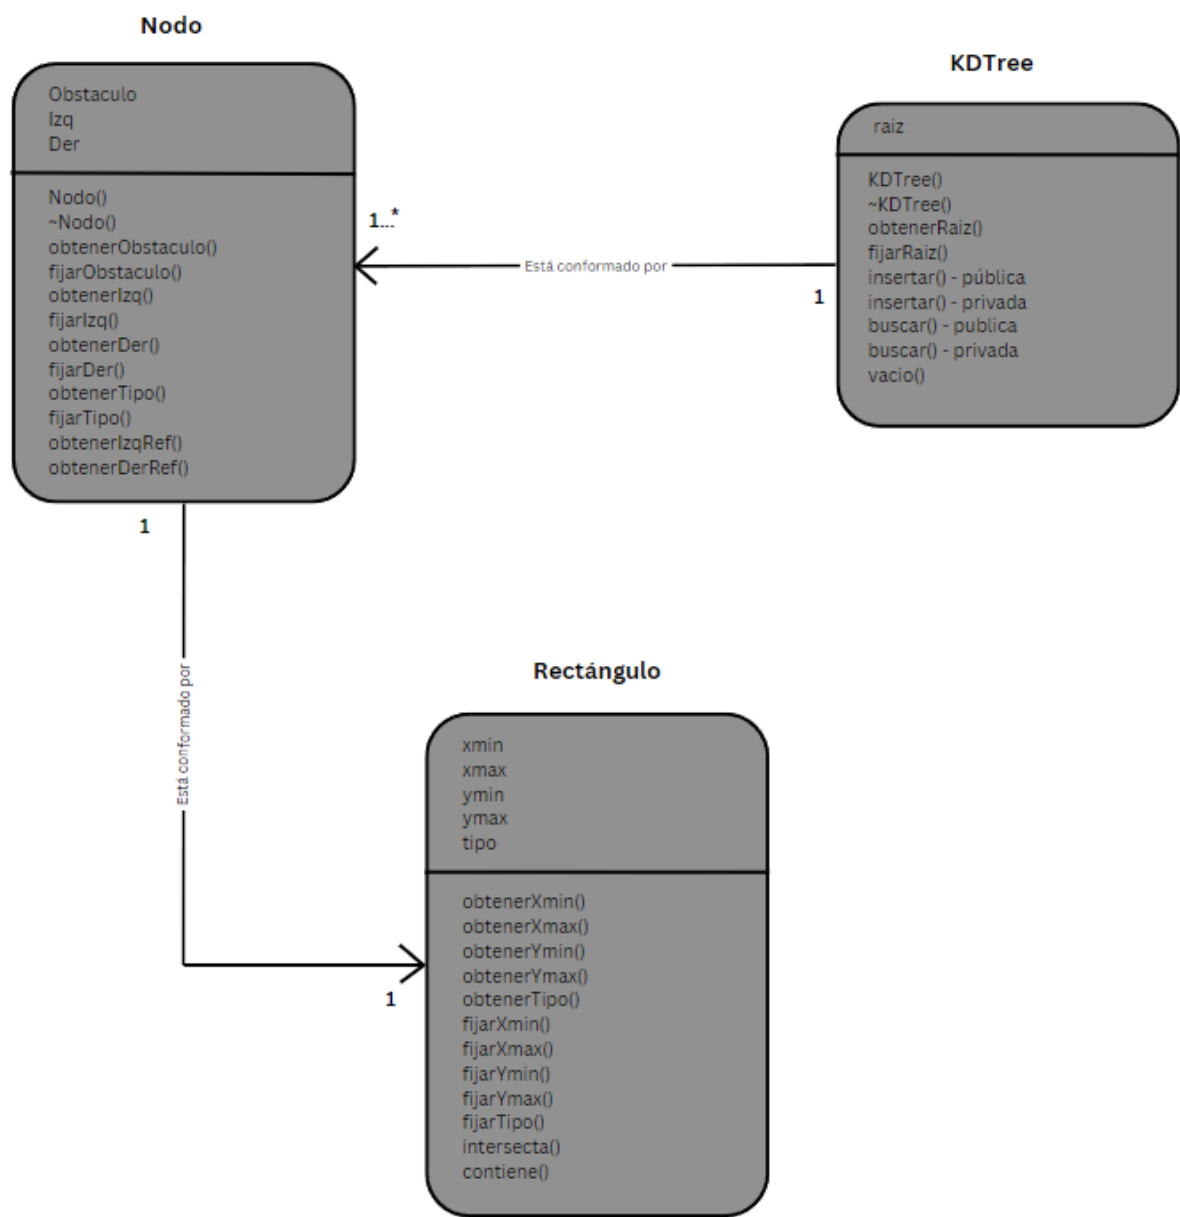 Nodo
Obstaculo
Izq
Der
Nodo()
~Nodo()
obtenerObstaculo()
fijarObstaculo()
obtenerIzq()
fijarIzq()
obtenerDer()
fijarDer()
obtenerTipo()
fijarTipo()
obtenerIzqRef()
obtenerDerRef()
1...*
Está conformado por
1
KDTree
raiz
KDTree()
~KDTree()
obtenerRaiz()
fijarRaiz()
insertar() - pública
insertar() - privada
buscar() - publica
buscar() - privada
vacio()
1
Está conformado por
1
Rectángulo
xmin
xmax
ymin
ymax
tipo
obtenerXmin()
obtenerXmax()
obtenerYmin()
obtenerYmax()
obtenerTipo()
fijarXmin()
fijarXmax()
fijarYmin()
fijarYmax()
fijarTipo()
intersecta()
contiene()